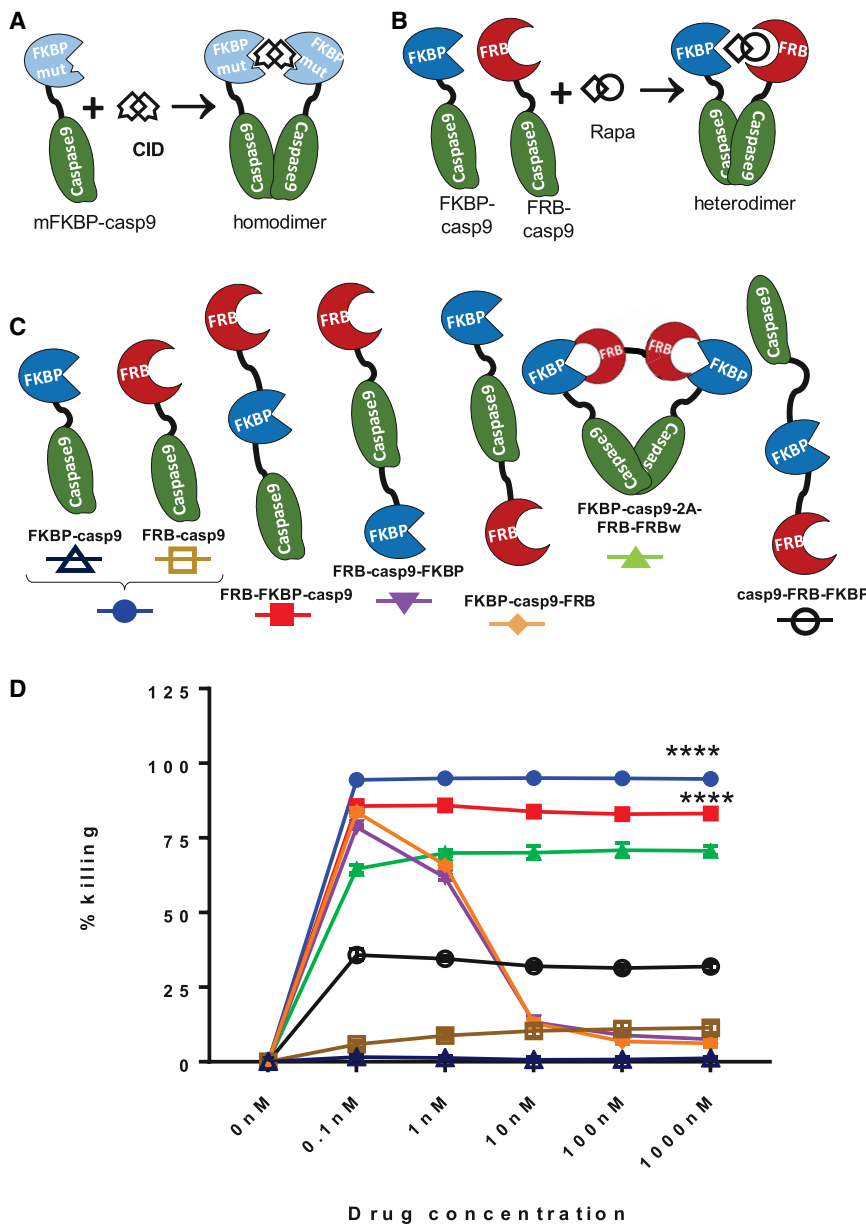 A
FKBP
mut
+
CID
Caspase9
mFKBP-casp9
FKBP
mut
FKBP
mut
Caspase9
Caspase9
homodimer
B
FKBP
FRB
+
Rapa
Caspase9
Caspase9
FKBP-
casp9
FRB-
casp9
FKBP
FRB
Caspase9
Caspase9
heterodimer
C
FKBP
Caspase9
FKBP-casp9
FRB
Caspase9
FRB-casp9
FRB
FKBP
Caspase9
FRB-FKBP-casp9
FRB
Caspase9
FKBP
FRB-casp9-FKBP
FKBP
Caspase9
FRB
FKBP-casp9-FRB
FKBP
FRB
FRB
FKBP
Caspase9
Caspas
FKBP-casp9-2A-
FRB-FRBw
Caspase9
FKBP
FRB
casp9-FRB-FKBP
D
% killing
125
100
75
50
25
0
****
****
0nM
0.1nM
1nM
10nM
100nM
1000nM
Drug concentration